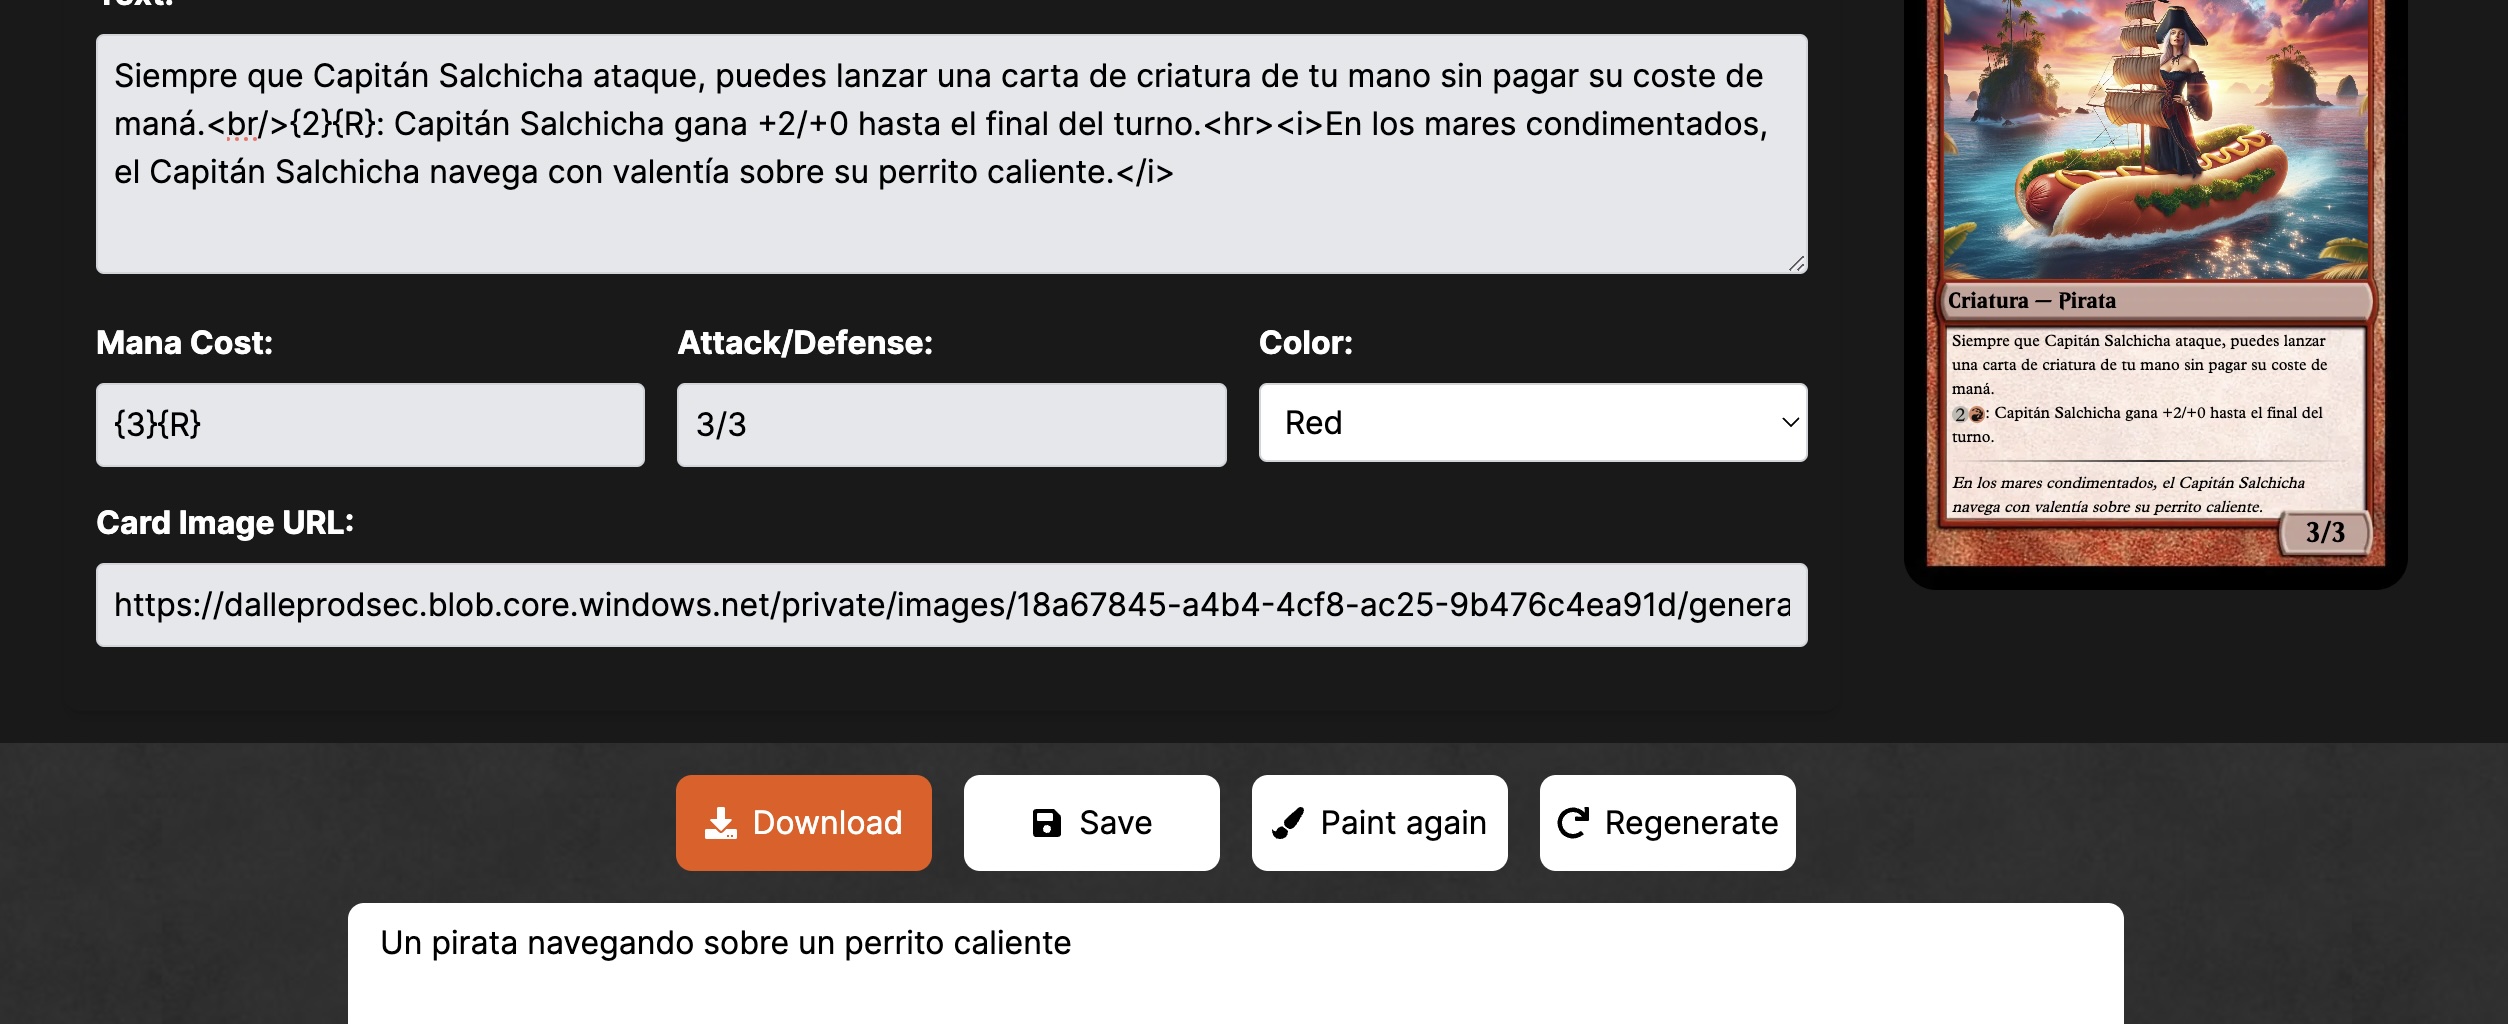 Text:
Siempre que Capitán Salchicha ataque, puedes lanzar una carta de criatura de tu mano sin pagar su coste de
maná.<br/>{2}{R}: Capitán Salchicha gana +2/+0 hasta el final del turno.<hr><i>En los mares condimentados,
el Capitán Salchicha navega con valentía sobre su perrito caliente.</i>
Mana Cost:
{3}{R}
Attack/Defense:
3/3
Color:
Red
Card Image URL:
https://dalleprodsec.blob.core.windows.net/private/images/18a67845-a4b4-4cf8-ac25-9b476c4ea91d/genera
Criatura — Pirata
Siempre que Capitán Salchicha ataque, puedes lanzar
una carta de criatura de tu mano sin pagar su coste de
maná.
2: Capitán Salchicha gana +2/+0 hasta el final del
turno.
En los mares condimentados, el Capitán Salchicha
navega con valentía sobre su perrito caliente.
3/3
Download
Save
Paint again
Regenerate
Un pirata navegando sobre un perrito caliente